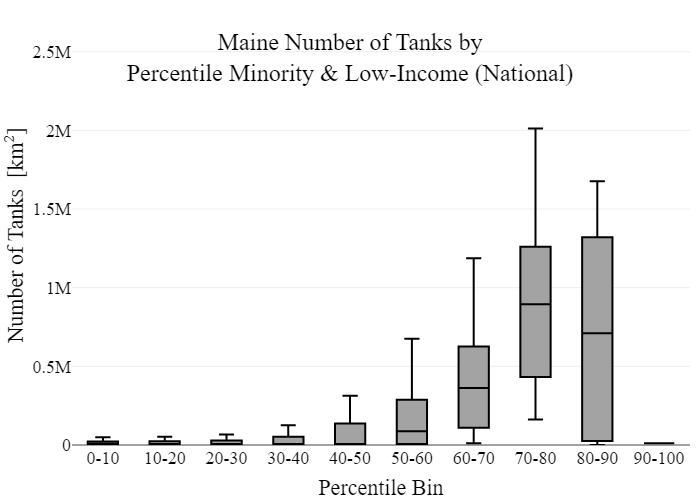 Maine Number of Tanks by
Percentile Minority & Low-Income (National)
Number of Tanks [km²]
2.5M
2M
1.5M
1M
0.5M
0
0-10 10-20 20-30 30-40 40-50 50-60 60-70 70-80 80-90 90-100
Percentile Bin